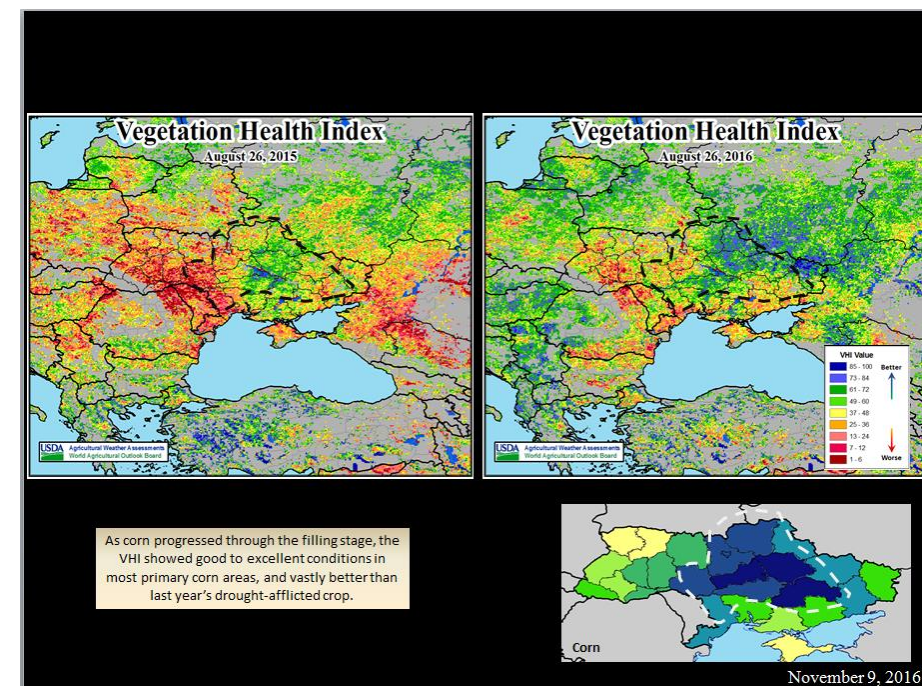 Vegetation Health Index
August 26, 2015
USDA Agricultural Weather Assessments
World Agricultural Outlook Board
Vegetation Health Index
August 26, 2016
VHI Value
85 - 100
73 - 84
61 - 72
49 - 60
37 - 48
25 - 36
13 - 24
7 - 12
1 - 6
Better
Worse
USDA Agricultural Weather Assessments
World Agricultural Outlook Board
As corn progressed through the filling stage, the
VHI showed good to excellent conditions in
most primary corn areas, and vastly better than
last year's drought-afflicted crop.
Corn
November 9, 2016